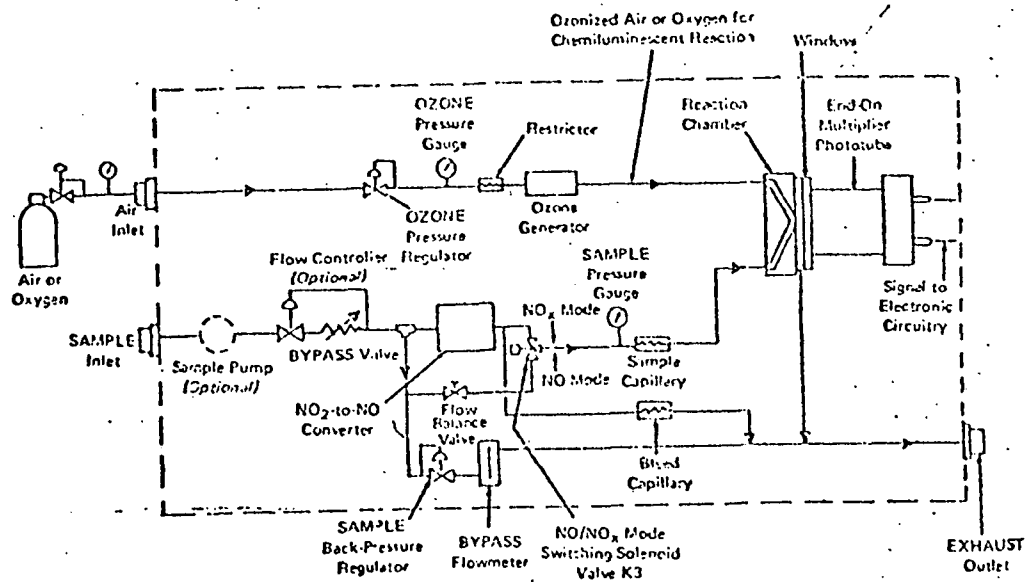 Ozonized Air or Oxygen for
Chemiluminescent Reaction
Window
OZONE
Pressure
Gauge
Restrictor
Reaction
Chamber
End-On
Multiplier
Phototube
Air
Inlet
OZONE
Pressure
Regulator
Ozone
Generator
Air or
Oxygen
Flow Controller
(Optional)
SAMPLE
Pressure
Gauge
Signal to
Electronic
Circuitry
NOx Mode
SAMPLE
Inlet
BYPASS Valve
Sample Pump
(Optional)
NO Mode
Sample
Capillary
NO2-to-NO
Converter
Flow
Balance
Valve
Bleed
Capillary
SAMPLE
Back-Pressure
Regulator
BYPASS
Flowmeter
NO/NOx Mode
Switching Solenoid
Valve K3
EXHAUST
Outlet